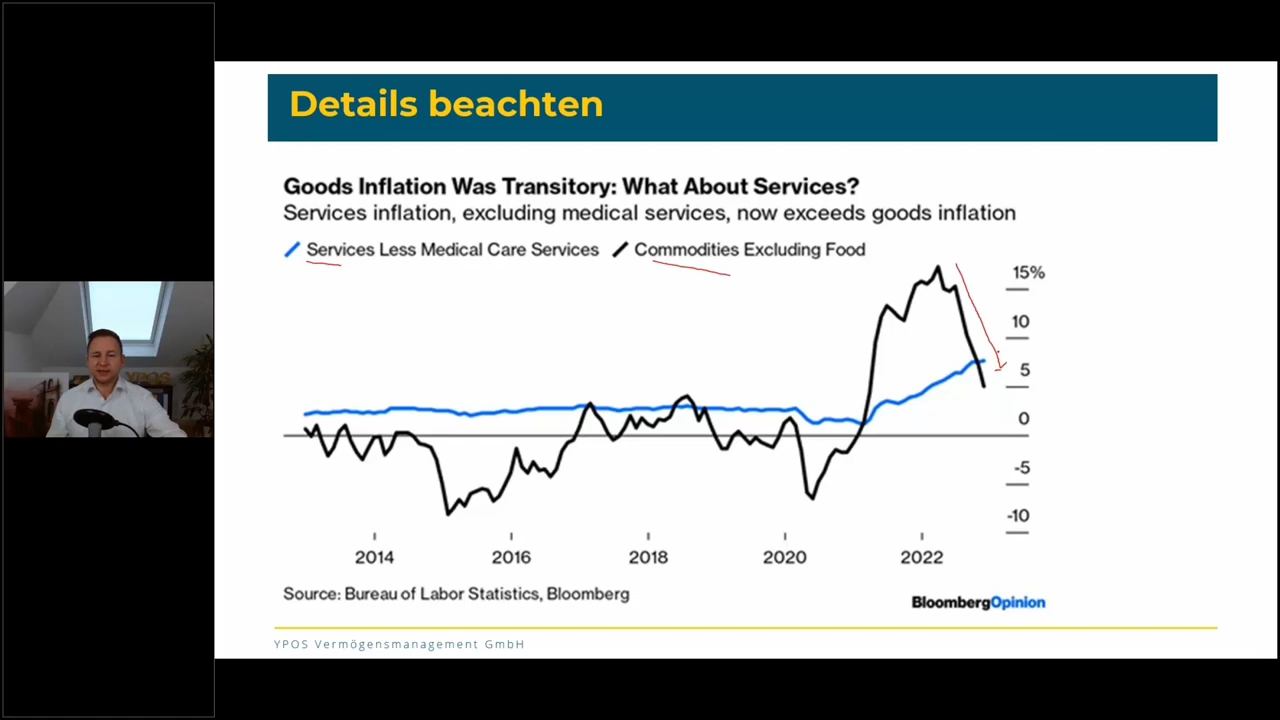 Details beachten
Goods Inflation Was Transitory: What About Services?
Services inflation, excluding medical services, now exceeds goods inflation
Services Less Medical Care Services Commodities Excluding Food
15%
10
5
0
-5
-10
2014 2016 2018 2020 2022
Source: Bureau of Labor Statistics, Bloomberg
BloombergOpinion
YPOS Vermögensmanagement GmbH
YPOS